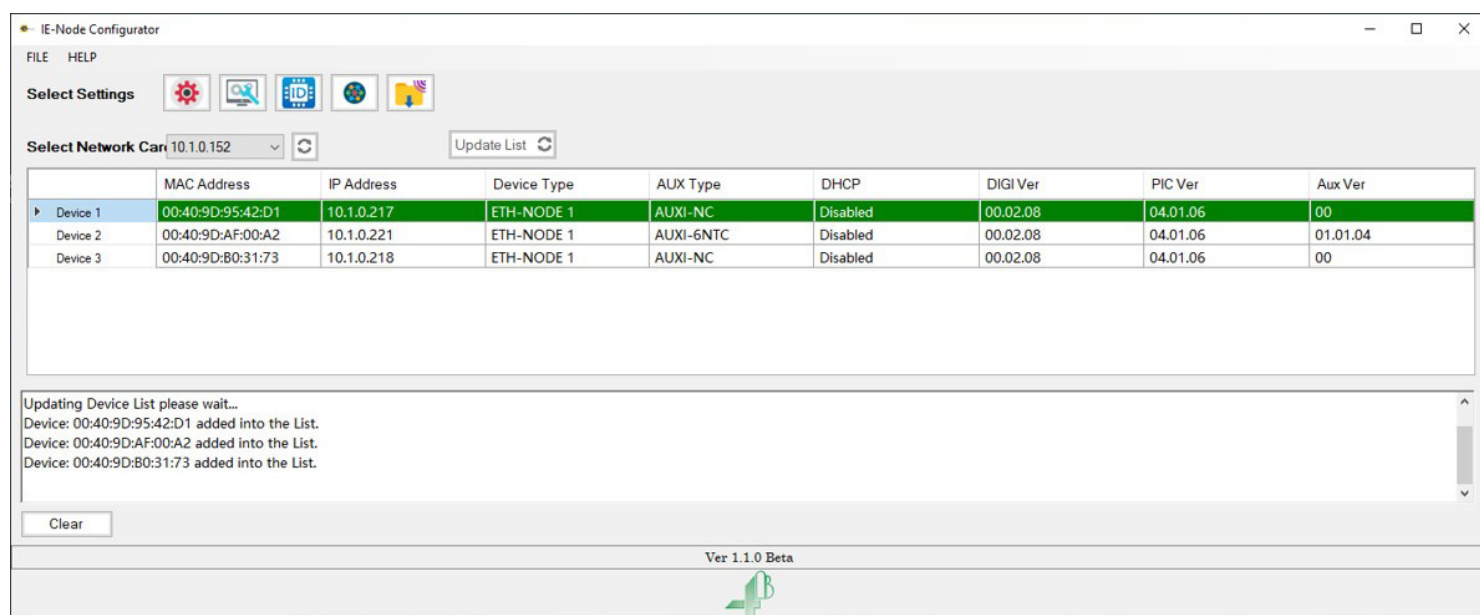 IE-Node Configurator
FILE HELP
Select Settings
ID
Select Network Car 10.1.0.152 Update List
MAC Address IP Address Device Type AUX Type DHCP DIGI Ver PIC Ver Aux Ver
Device 1 00:40:9D:95:42:D1 10.1.0.217 ETH-NODE 1 AUXI-NC Disabled 00.02.08 04.01.06 00
Device 2 00:40:9D:AF:00:A2 10.1.0.221 ETH-NODE 1 AUXI-6NTC Disabled 00.02.08 04.01.06 01.01.04
Device 3 00:40:9D:B0:31:73 10.1.0.218 ETH-NODE 1 AUXI-NC Disabled 00.02.08 04.01.06 00
Updating Device List please wait...
Device: 00:40:9D:95:42:D1 added into the List.
Device: 00:40:9D:AF:00:A2 added into the List.
Device: 00:40:9D:B0:31:73 added into the List.
Clear
Ver 1.1.0 Beta
4B